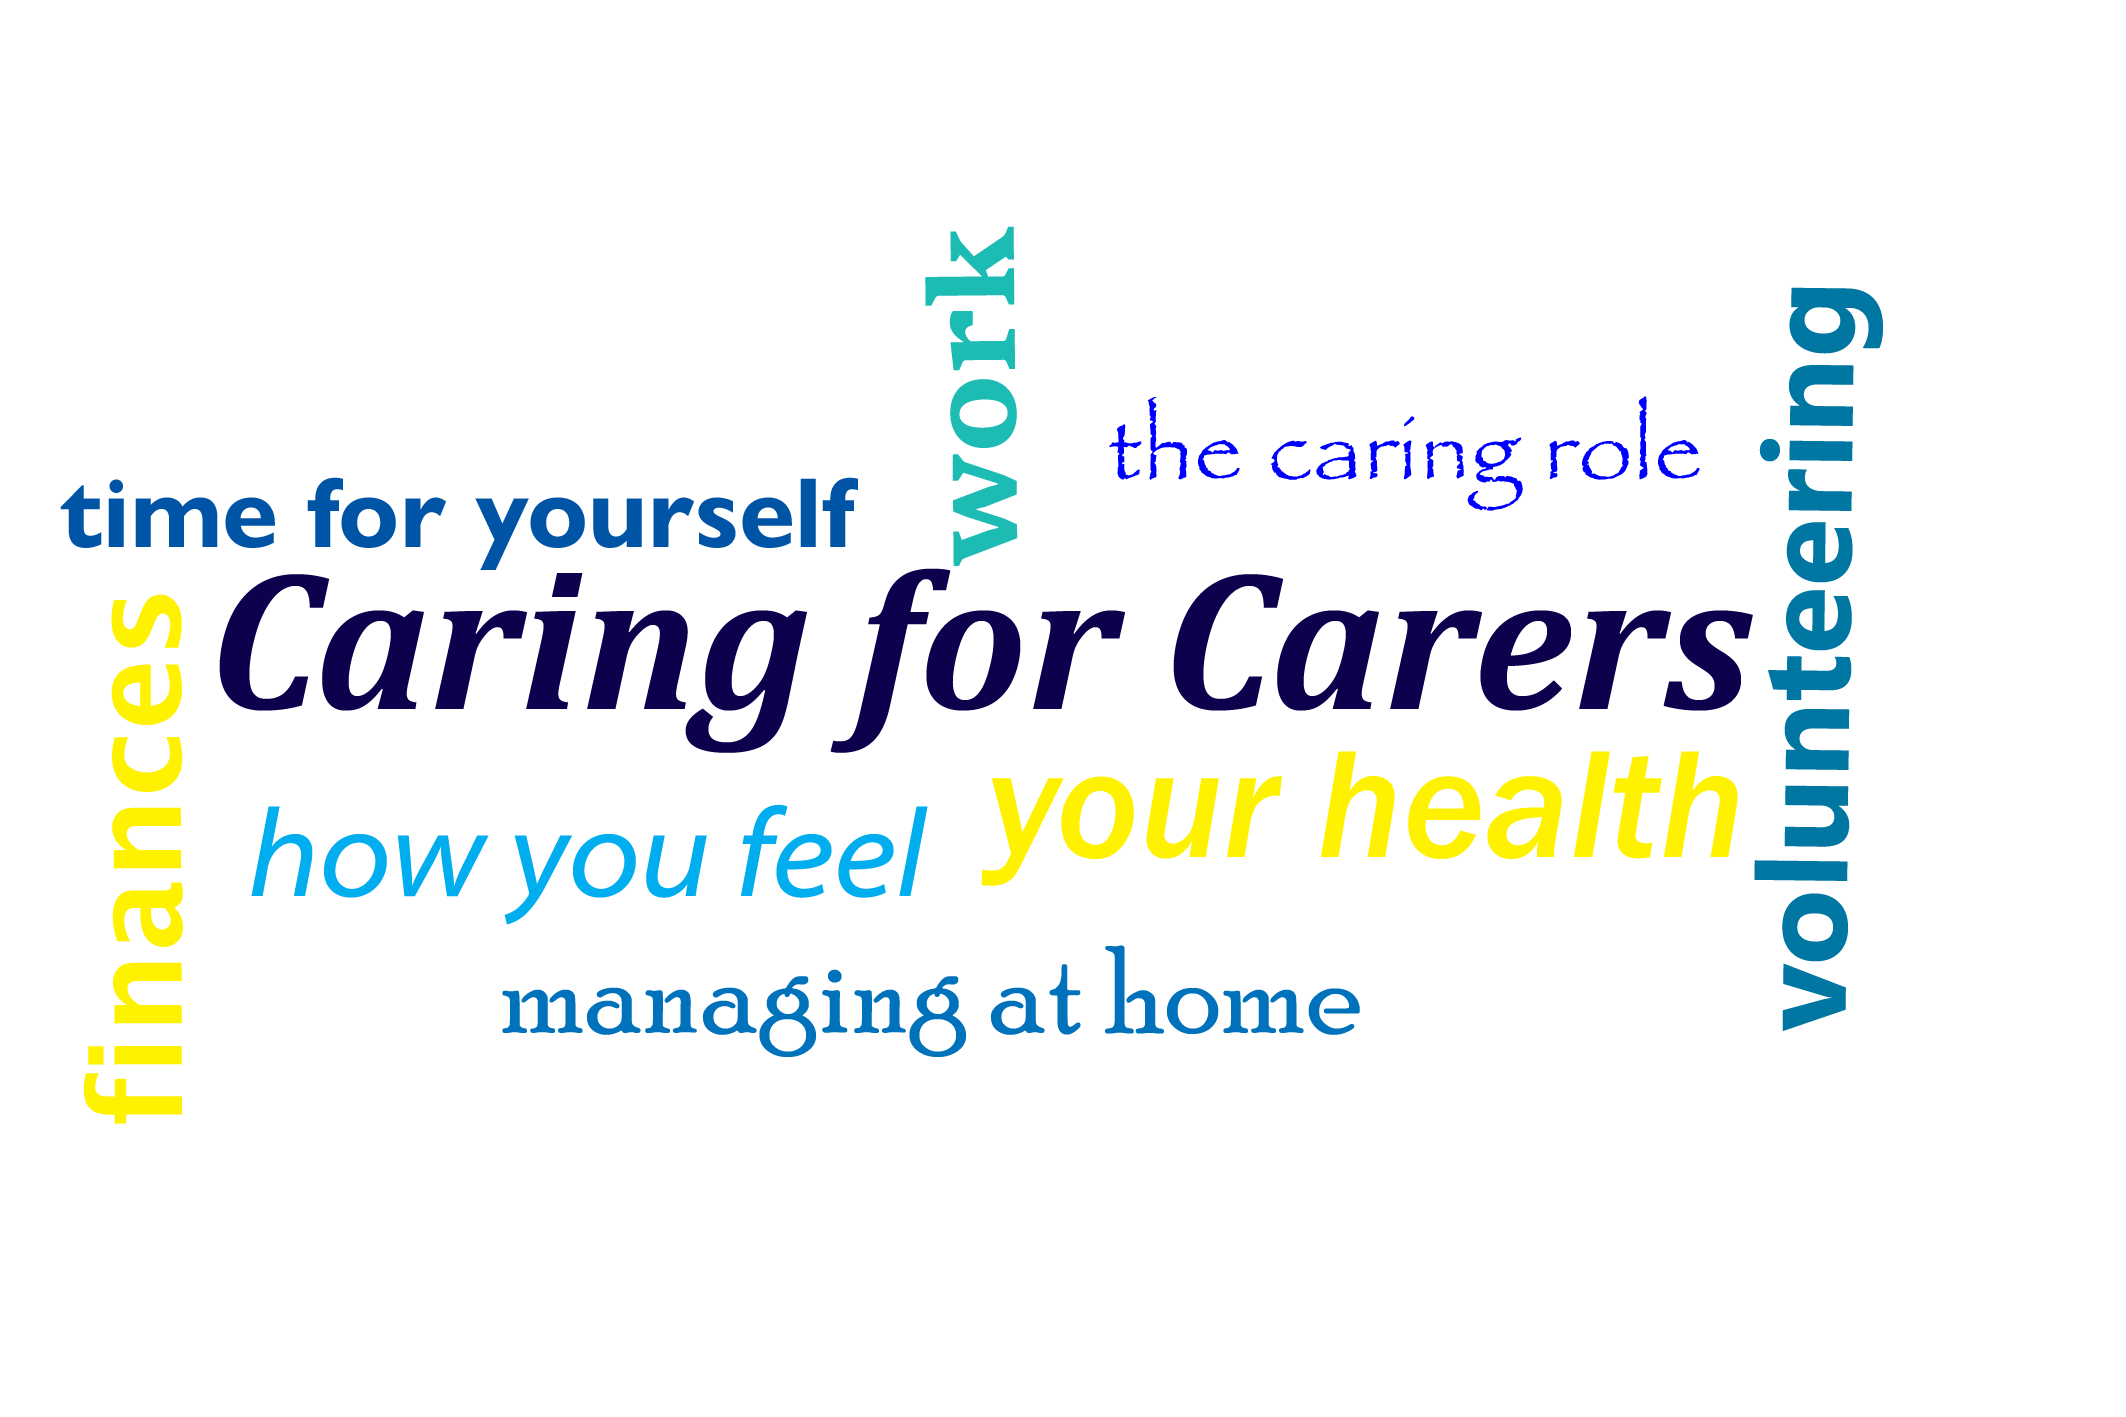 work
the caring role
time for yourself
volunteering
Caring for Carers
finances
your health
how you feel
managing at home